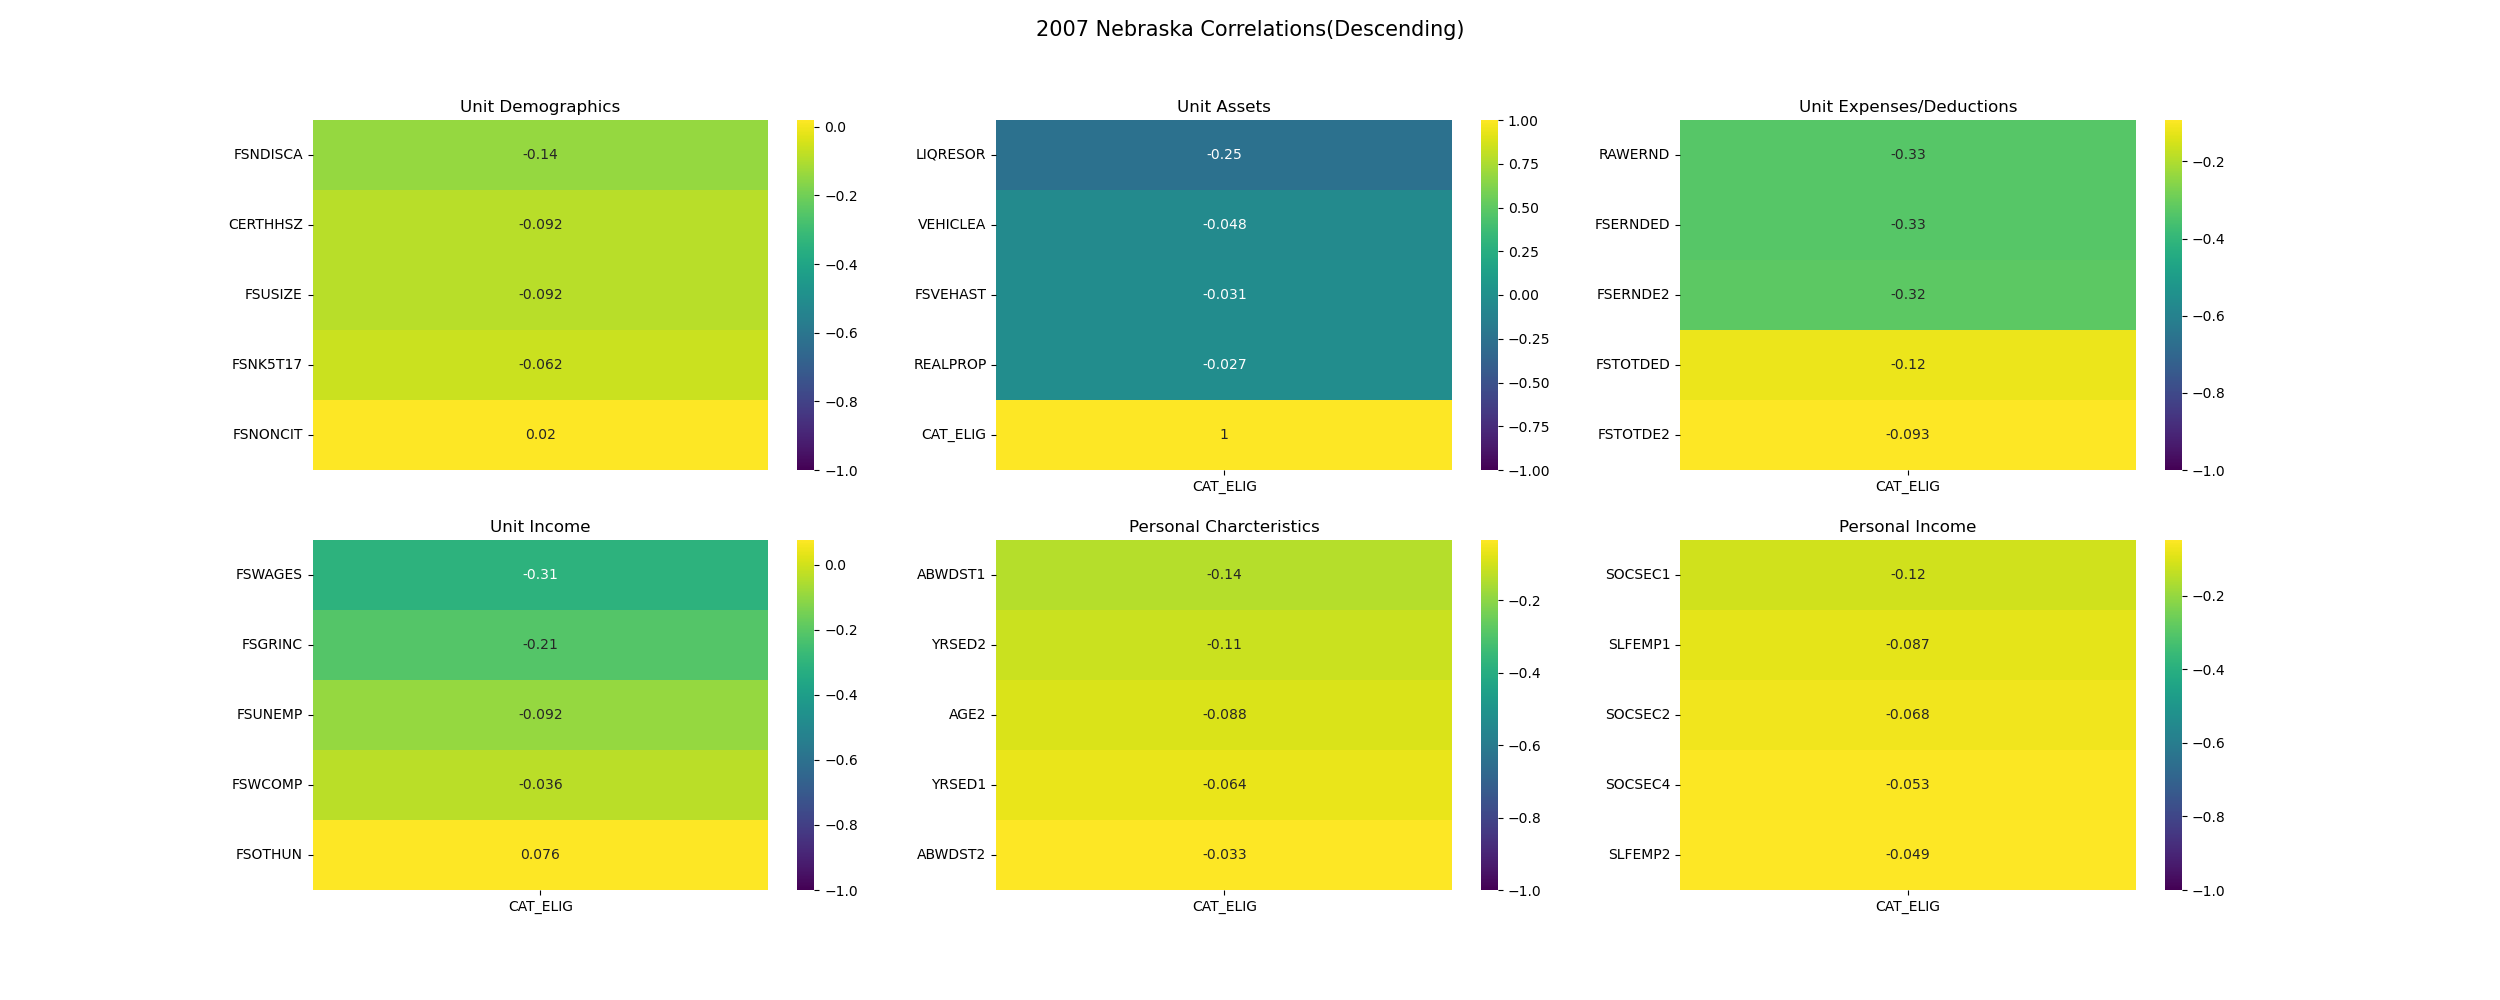 2007 Nebraska Correlations(Descending)
Unit Demographics
FSNDISCA
CERTHHSZ
FSUSIZE
FSNK5T17
FSNONCIT
-0.14
-0.092
-0.092
-0.062
0.02
0.0
−0.2
−0.4
−0.6
−0.8
−1.0
Unit Assets
LIQRESOR
VEHICLEA
FSVEHAST
REALPROP
CAT_ELIG
-0.25
-0.048
-0.031
-0.027
1
CAT_ELIG
1.00
0.75
0.50
0.25
0.00
−0.25
−0.50
−0.75
−1.00
Unit Expenses/Deductions
RAWERND
FSERNDED
FSERNDE2
FSTOTDED
FSTOTDE2
-0.33
-0.33
-0.32
-0.12
-0.093
CAT_ELIG
−0.2
−0.4
−0.6
−0.8
−1.0
Unit Income
FSWAGES
FSGRINC
FSUNEMP
FSWCOMP
FSOTHUN
-0.31
-0.21
-0.092
-0.036
0.076
CAT_ELIG
0.0
−0.2
−0.4
−0.6
−0.8
−1.0
Personal Charcteristics
ABWDST1
YRSED2
AGE2
YRSED1
ABWDST2
-0.14
-0.11
-0.088
-0.064
-0.033
CAT_ELIG
−0.2
−0.4
−0.6
−0.8
−1.0
Personal Income
SOCSEC1
SLFEMP1
SOCSEC2
SOCSEC4
SLFEMP2
-0.12
-0.087
-0.068
-0.053
-0.049
CAT_ELIG
−0.2
−0.4
−0.6
−0.8
−1.0